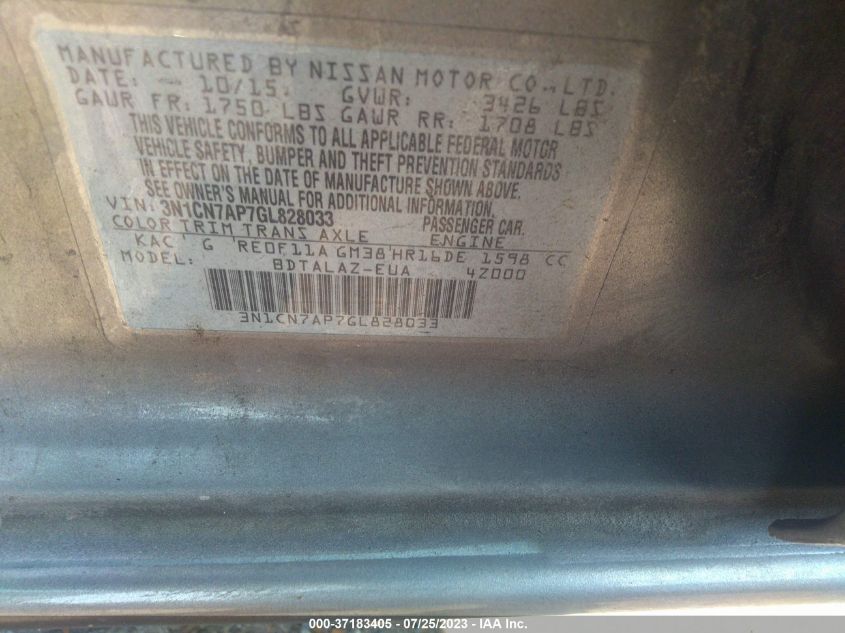 MANUFACTURED BY NISSAN MOTOR CO., LTD.
DATE: 10/15 GVWR: 3426 LBS
GAWR FR: 1750 LBS GAWR RR: 1708 LBS
THIS VEHICLE CONFORMS TO ALL APPLICABLE FEDERAL MOTOR
VEHICLE SAFETY, BUMPER AND THEFT PREVENTION STANDARDS
IN EFFECT ON THE DATE OF MANUFACTURE SHOWN ABOVE.
SEE OWNER'S MANUAL FOR ADDITIONAL INFORMATION.
VIN: 3N1CN7AP7GL828033 PASSENGER CAR.
COLOR TRIM TRANS AXLE ENGINE
KAC G RE0F11A GM38 HR16DE 1598 CC
MODEL: BDTALAZ-EUA 4Z000
3N1CN7AP7GL828033
000-37183405 - 07/25/2023 - IAA Inc.